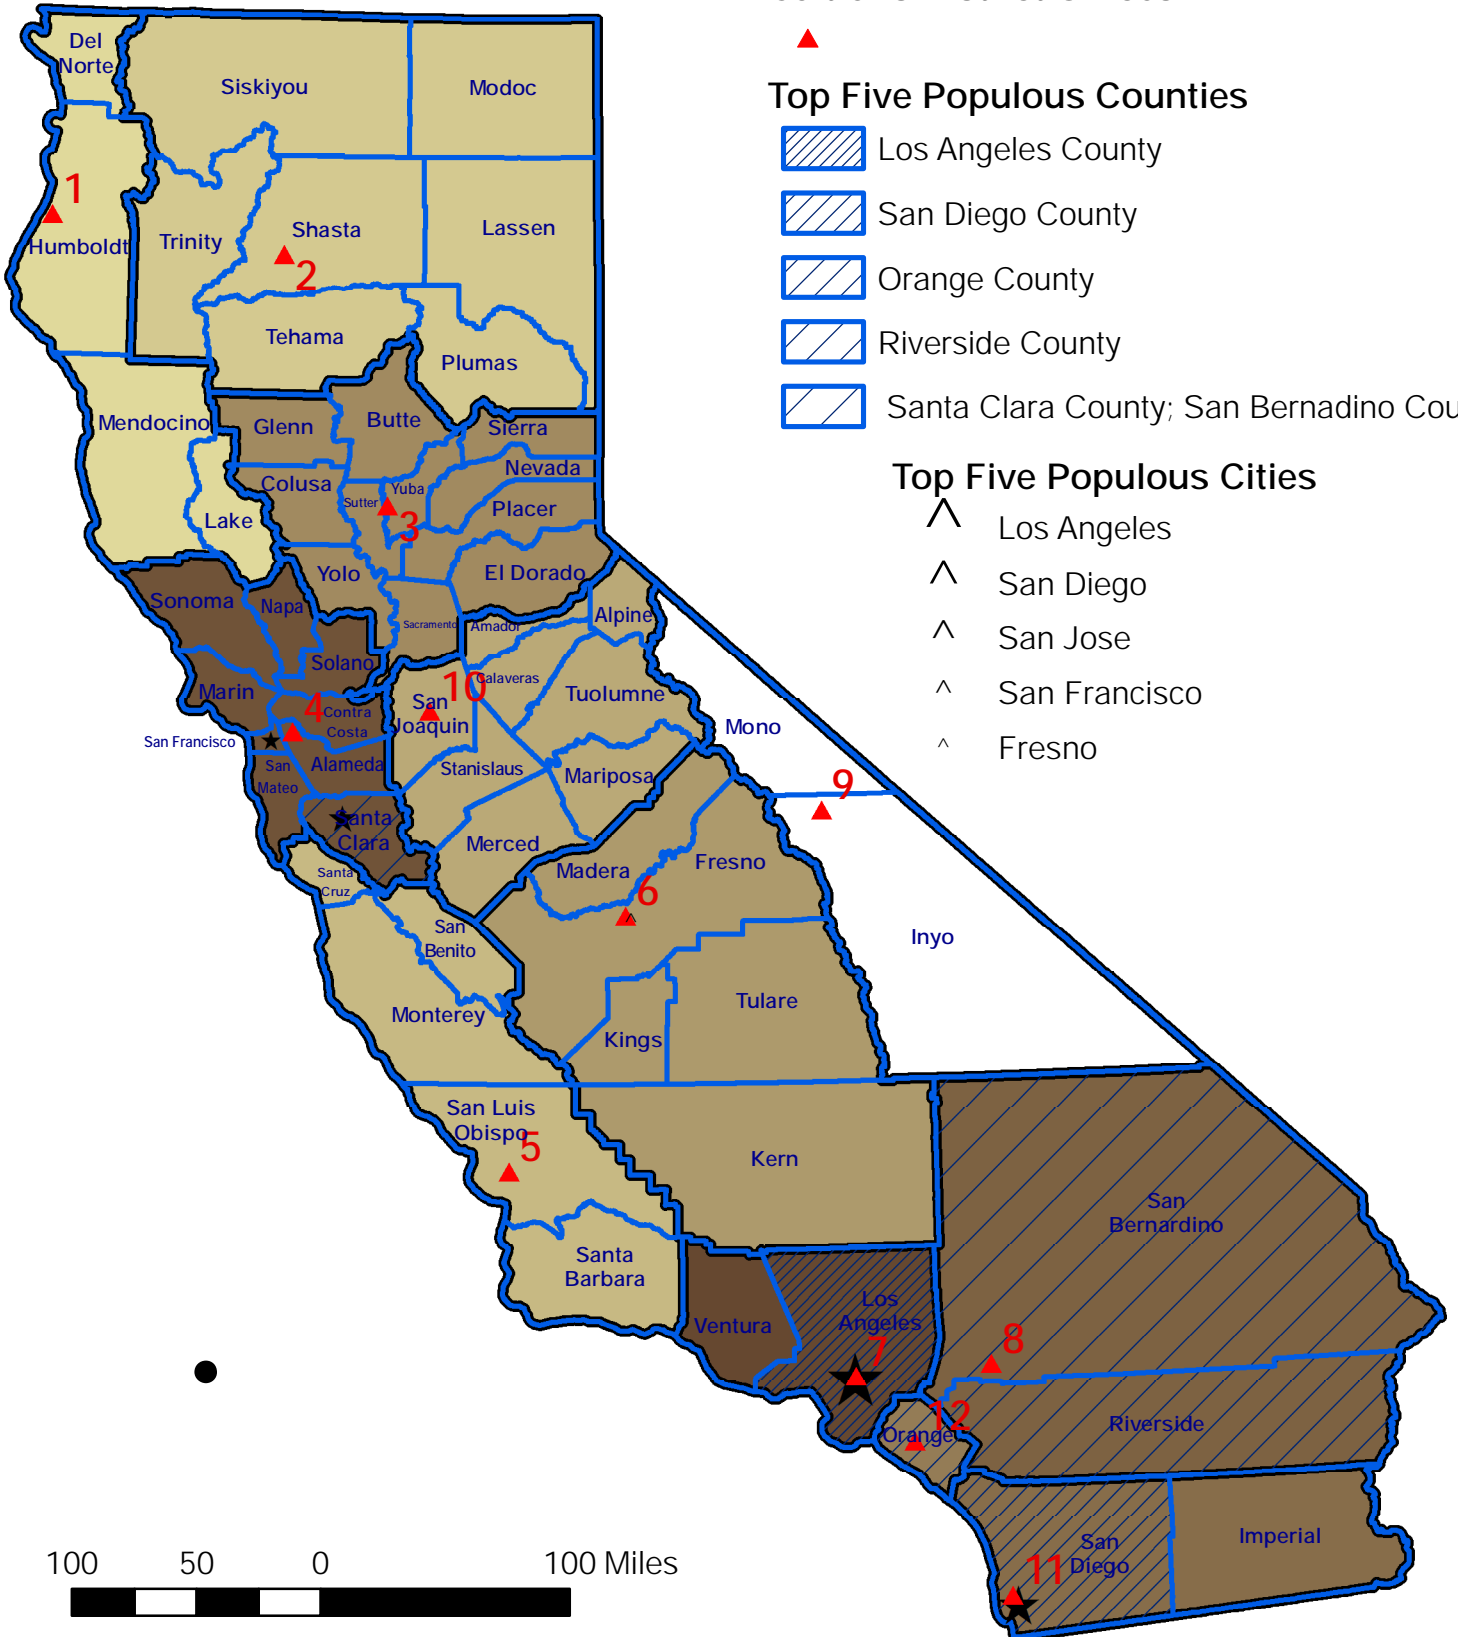 Top Five Populous Counties
Los Angeles County
San Diego County
Orange County
Riverside County
Santa Clara County; San Bernadino Cou
Top Five Populous Cities
Los Angeles
San Diego
San Jose
San Francisco
Fresno
Del
Norte
Siskiyou
Modoc
1
Humboldt
Trinity
Shasta
2
Lassen
Tehama
Plumas
Mendocino
Glenn
Butte
Sierra
Nevada
Colusa
Sutter
Yuba
Placer
3
Lake
Yolo
El Dorado
Sonoma
Napa
Sacramento
Amador
Alpine
Solano
Marin
10
Calaveras
Tuolumne
San
Joaquin
4
Contra
Costa
Mono
San Francisco
San
Mateo
Alameda
Stanislaus
Mariposa
9
Santa
Clara
Merced
Madera
Fresno
Santa
Cruz
6
San
Benito
Inyo
Monterey
Kings
Tulare
San Luis
Obispo
5
Kern
San
Bernardino
Santa
Barbara
Ventura
Los
Angeles
7
8
12
Orange
Riverside
San
Diego
11
Imperial
100 50 0 100 Miles